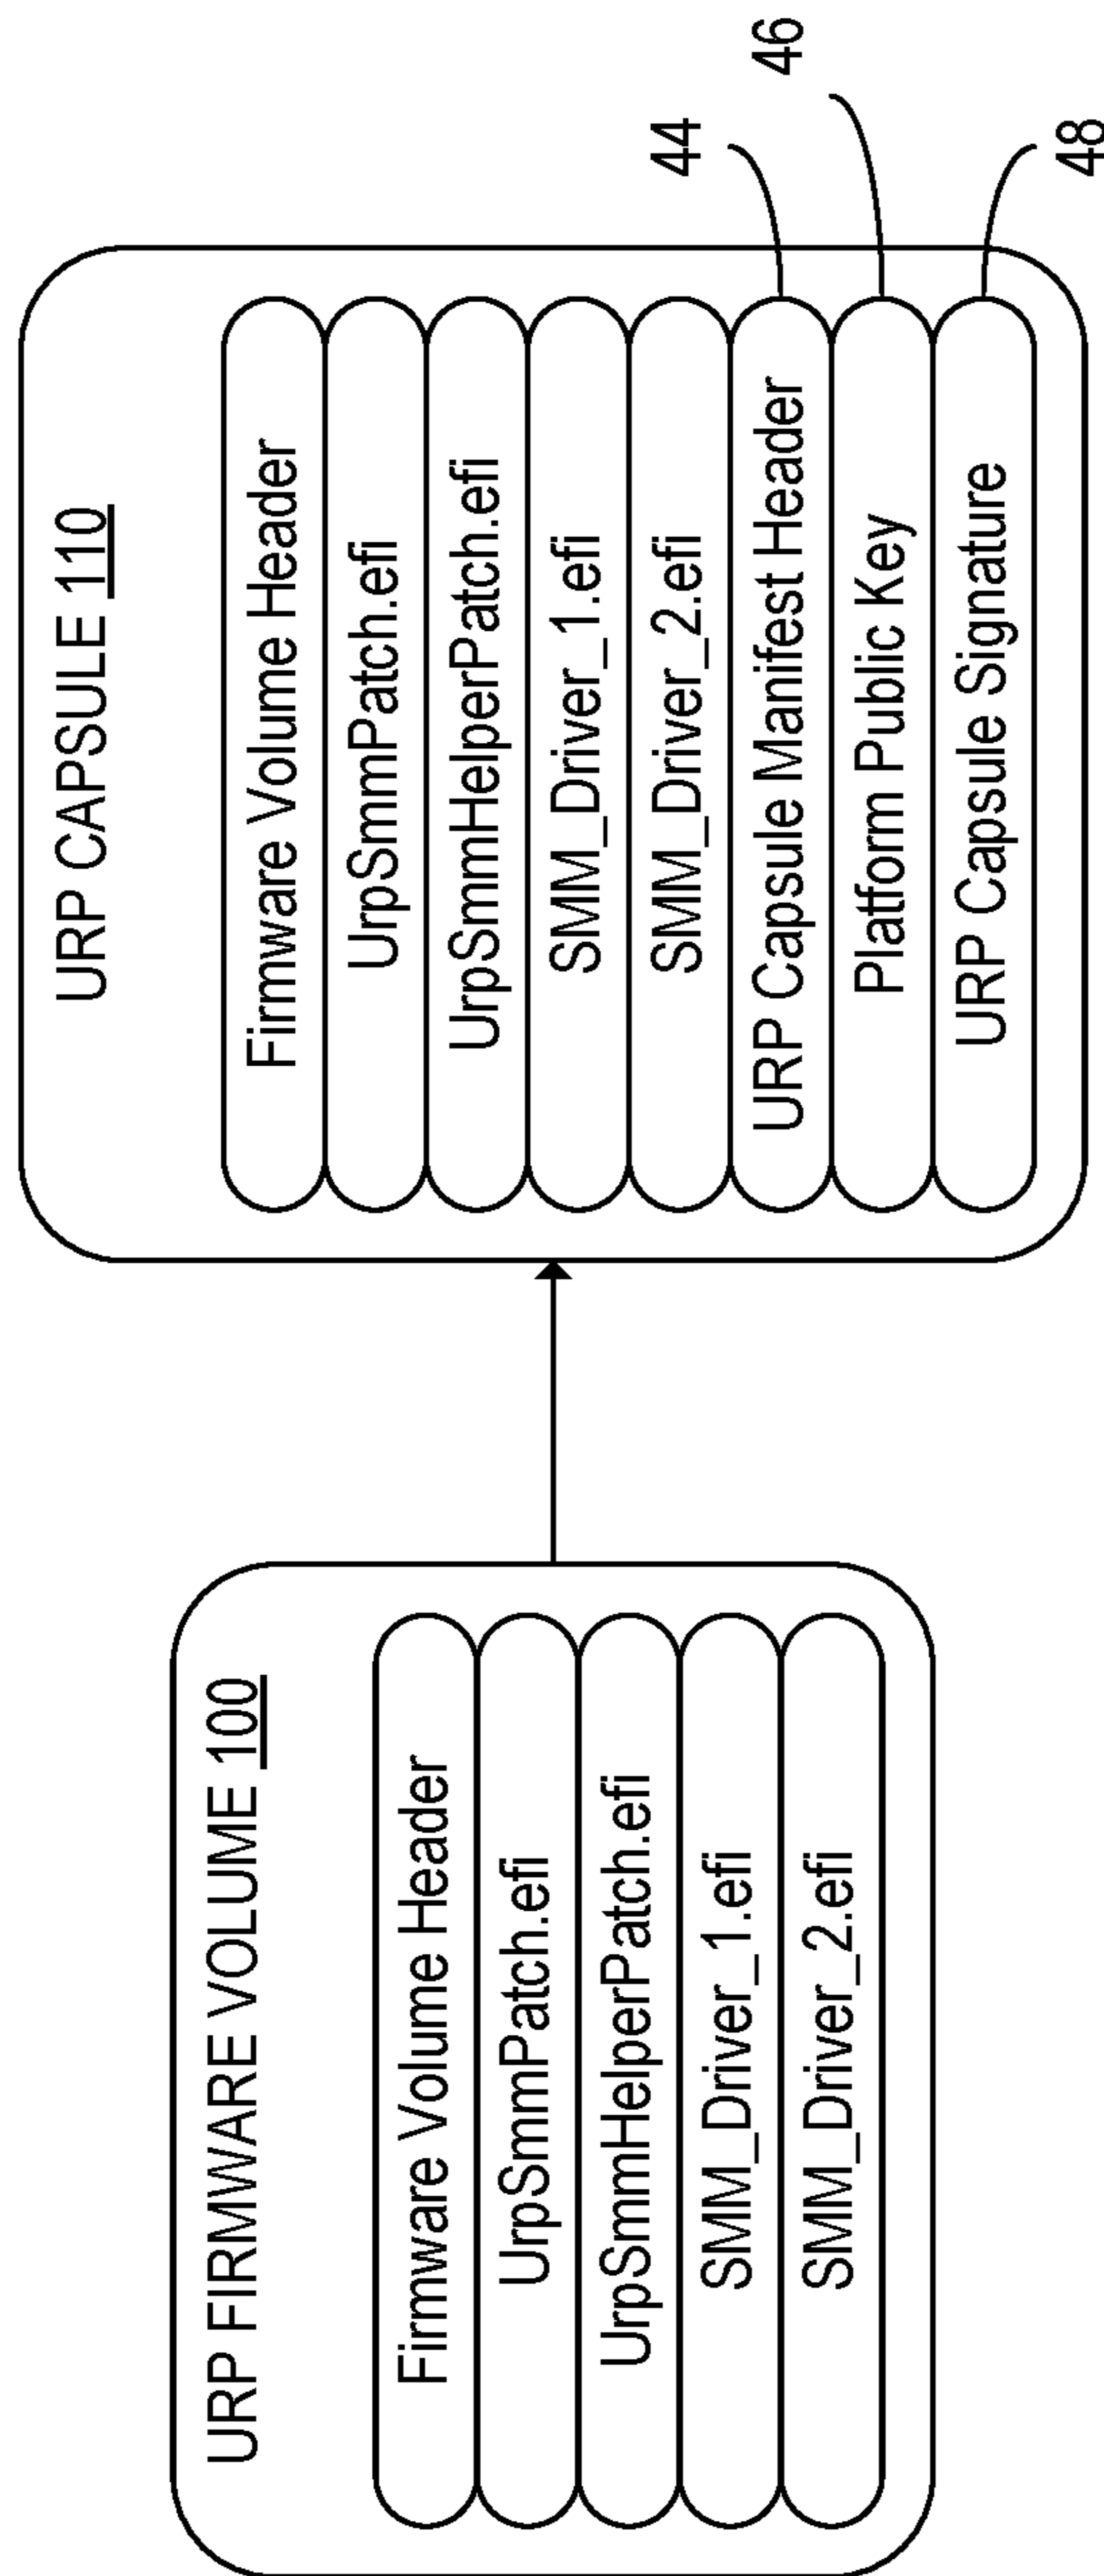 URP FIRMWARE VOLUME 100
Firmware Volume Header
UrpSmmPatch.efi
UrpSmmHelperPatch.efi
SMM_Driver_1.efi
SMM_Driver_2.efi
URP CAPSULE 110
Firmware Volume Header
UrpSmmPatch.efi
UrpSmmHelperPatch.efi
SMM_Driver_1.efi
SMM_Driver_2.efi
URP Capsule Manifest Header
Platform Public Key
URP Capsule Signature
44
46
48